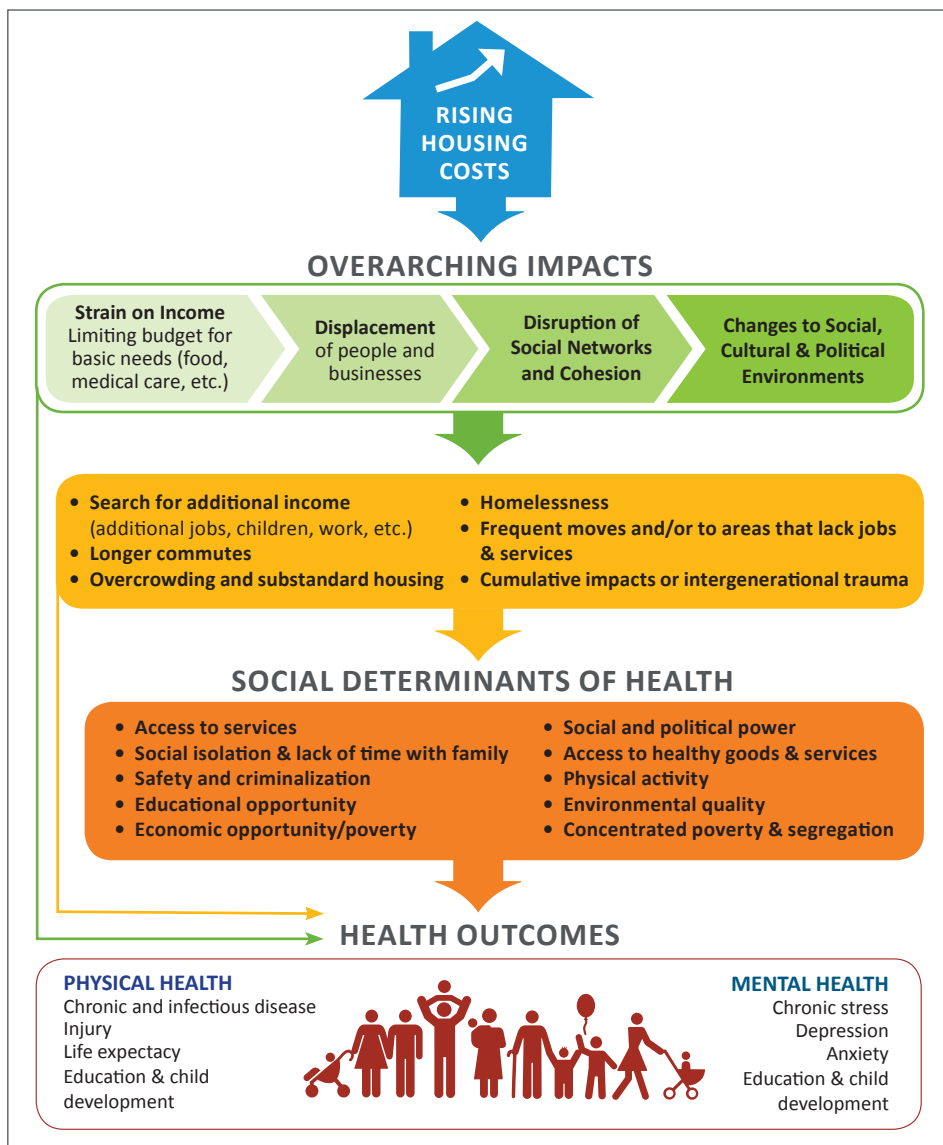 RISING
HOUSING
COSTS
OVERARCHING IMPACTS
Strain on Income
Limiting budget for
basic needs (food,
medical care, etc.)
Displacement
of people and
businesses
Disruption of
Social Networks
and Cohesion
Changes to Social,
Cultural & Political
Environments
• Search for additional income
(additional jobs, children, work, etc.)
• Longer commutes
• Overcrowding and substandard housing
• Homelessness
• Frequent moves and/or to areas that lack jobs
& services
• Cumulative impacts or intergenerational trauma
SOCIAL DETERMINANTS OF HEALTH
• Access to services
• Social isolation & lack of time with family
• Safety and criminalization
• Educational opportunity
• Economic opportunity/poverty
• Social and political power
• Access to healthy goods & services
• Physical activity
• Environmental quality
• Concentrated poverty & segregation
HEALTH OUTCOMES
PHYSICAL HEALTH
Chronic and infectious disease
Injury
Life expectacy
Education & child
development
MENTAL HEALTH
Chronic stress
Depression
Anxiety
Education & child
development